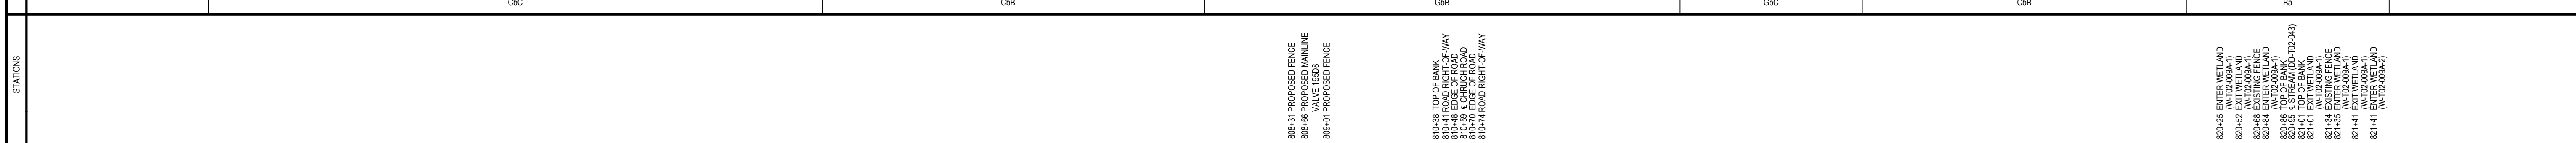 CbC
CbB
GbB
GbC
CbB
Ba
STATIONS
808+31 PROPOSED FENCE
808+66 PROPOSED MAINLINE
VALVE 195D8
809+01 PROPOSED FENCE
810+38 TOP OF BANK
810+41 ROAD RIGHT-OF-WAY
810+48 EDGE OF ROAD
810+59 ℄ CHRUCH ROAD
810+70 EDGE OF ROAD
810+74 ROAD RIGHT-OF-WAY
820+25 ENTER WETLAND
(W-T02-009A-1)
820+52 EXIT WETLAND
(W-T02-009A-1)
820+68 EXISTING FENCE
820+84 ENTER WETLAND
(W-T02-009A-1)
820+86 TOP OF BANK
820+95 ℄ STREAM (DD-T02-043)
821+01 TOP OF BANK
821+01 EXIT WETLAND
(W-T02-009A-1)
821+34 EXISTING FENCE
821+35 ENTER WETLAND
(W-T02-009A-1)
821+41 EXIT WETLAND
(W-T02-009A-1)
821+41 ENTER WETLAND
(W-T02-009A-2)